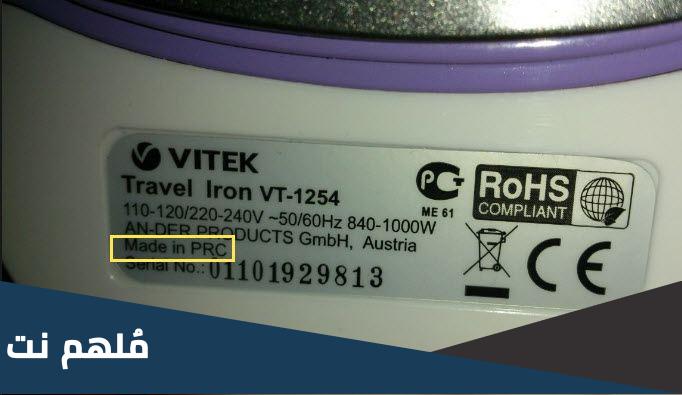 VITEK
Travel Iron VT-1254
110-120/220-240V ~50/60Hz 840-1000W
AN-DER PRODUCTS GmbH, Austria
Made in PRC
Serial No.: 01101929813
PCT
ME 61
RoHS
COMPLIANT
CE
مُلهم نت